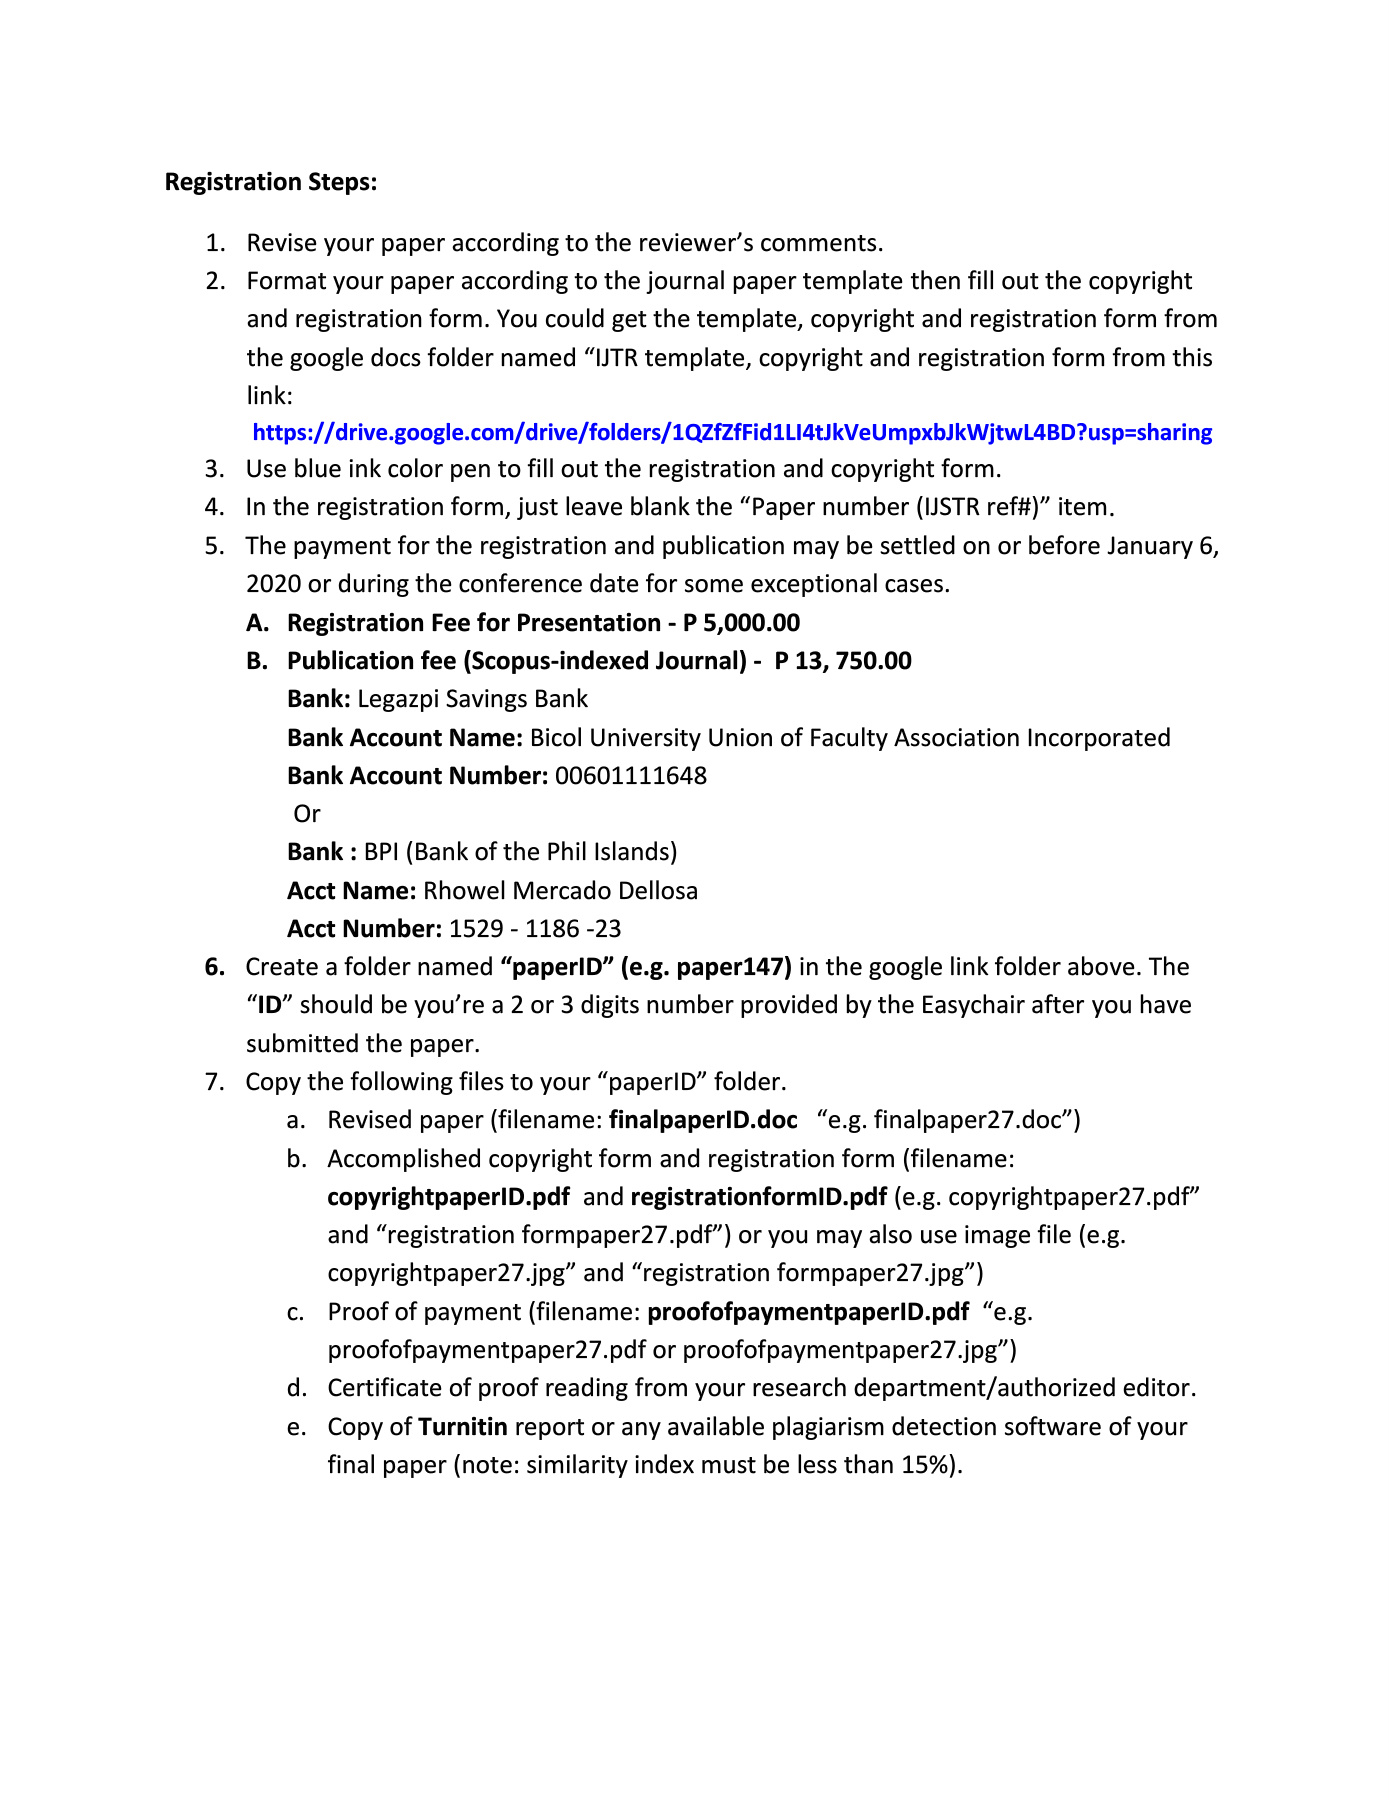 Registration Steps:
1. Revise your paper according to the reviewer’s comments.
2. Format your paper according to the journal paper template then fill out the copyright
and registration form. You could get the template, copyright and registration form from
the google docs folder named “IJTR template, copyright and registration form from this
link:
https://drive.google.com/drive/folders/1QZfZfFid1LI4tJkVeUmpxbJkWjtwL4BD?usp=sharing
3. Use blue ink color pen to fill out the registration and copyright form.
4. In the registration form, just leave blank the “Paper number (IJSTR ref#)” item.
5. The payment for the registration and publication may be settled on or before January 6,
2020 or during the conference date for some exceptional cases.
A. Registration Fee for Presentation - P 5,000.00
B. Publication fee (Scopus-indexed Journal) - P 13, 750.00
Bank: Legazpi Savings Bank
Bank Account Name: Bicol University Union of Faculty Association Incorporated
Bank Account Number: 00601111648
Or
Bank : BPI (Bank of the Phil Islands)
Acct Name: Rhowel Mercado Dellosa
Acct Number: 1529 - 1186 -23
6. Create a folder named “paperID” (e.g. paper147) in the google link folder above. The
“ID” should be you’re a 2 or 3 digits number provided by the Easychair after you have
submitted the paper.
7. Copy the following files to your “paperID” folder.
a. Revised paper (filename: finalpaperID.doc “e.g. finalpaper27.doc”)
b. Accomplished copyright form and registration form (filename:
copyrightpaperID.pdf and registrationformID.pdf (e.g. copyrightpaper27.pdf”
and “registration formpaper27.pdf”) or you may also use image file (e.g.
copyrightpaper27.jpg” and “registration formpaper27.jpg”)
c. Proof of payment (filename: proofofpaymentpaperID.pdf “e.g.
proofofpaymentpaper27.pdf or proofofpaymentpaper27.jpg”)
d. Certificate of proof reading from your research department/authorized editor.
e. Copy of Turnitin report or any available plagiarism detection software of your
final paper (note: similarity index must be less than 15%).